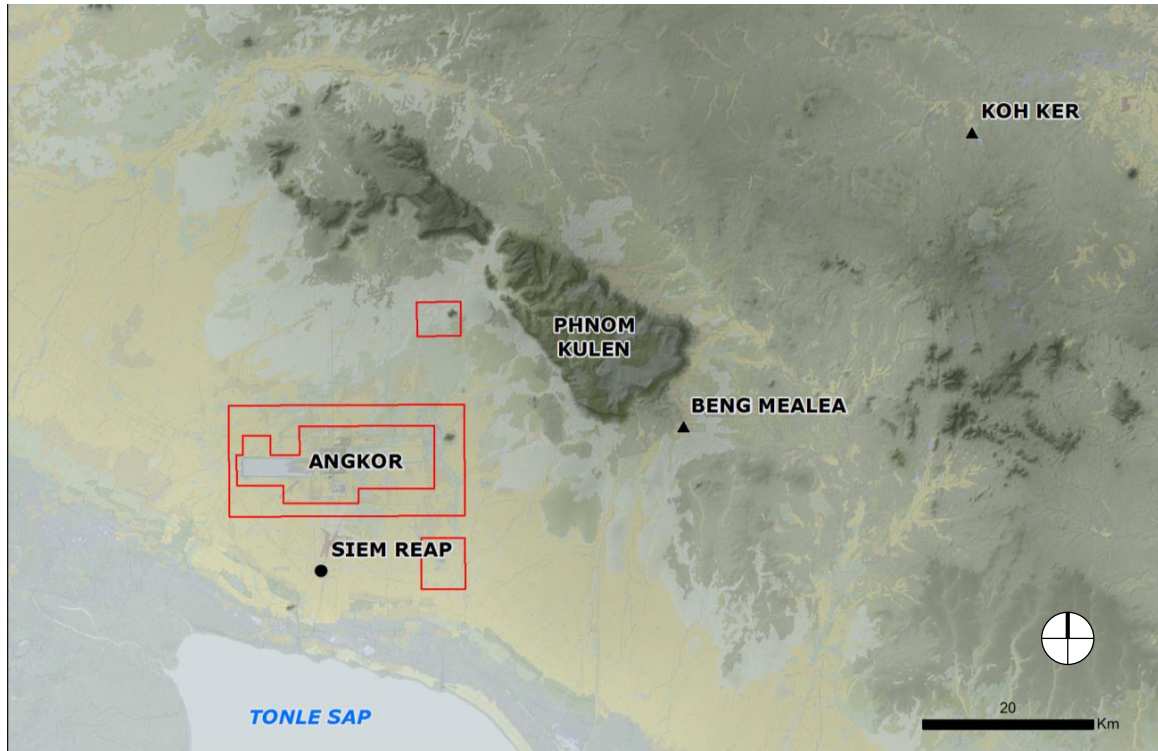 KOH KER
PHNOM
KULEN
BENG MEALEA
ANGKOR
SIEM REAP
TONLE SAP
20
Km